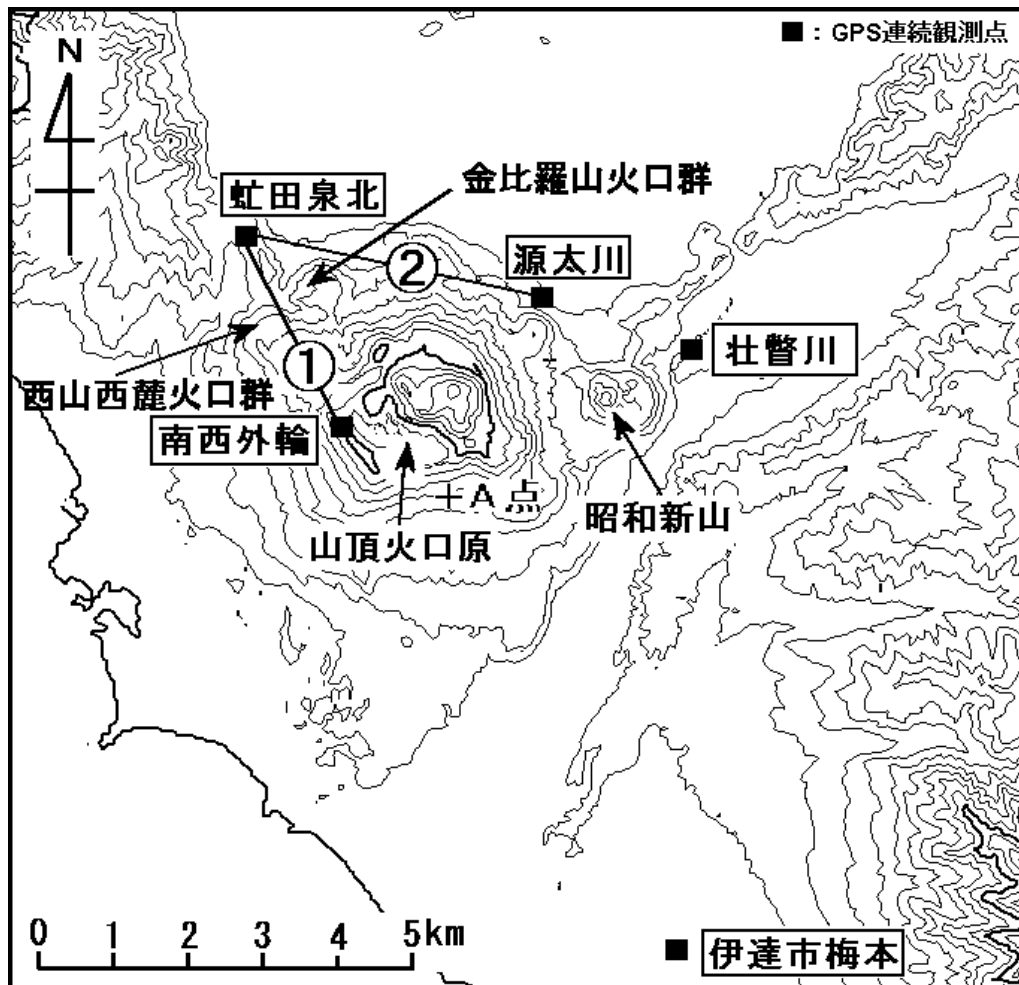 ■：GPS連続観測点
N
金比羅山火口群
虻田泉北
②
源太川
壮瞥川
①
西山西麓火口群
南西外輪
+A点
昭和新山
山頂火口原
0 1 2 3 4 5km
伊達市梅本